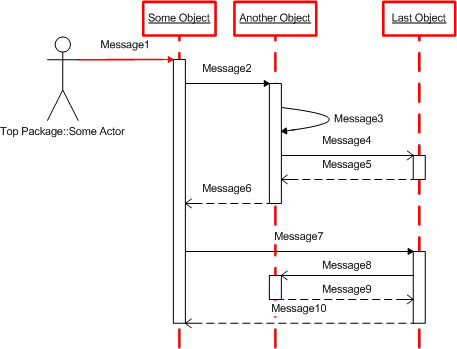 Some Object
Another Object
Last Object
Message1
Message2
Message3
Top Package::Some Actor
Message4
Message5
Message6
Message7
Message8
Message9
Message10